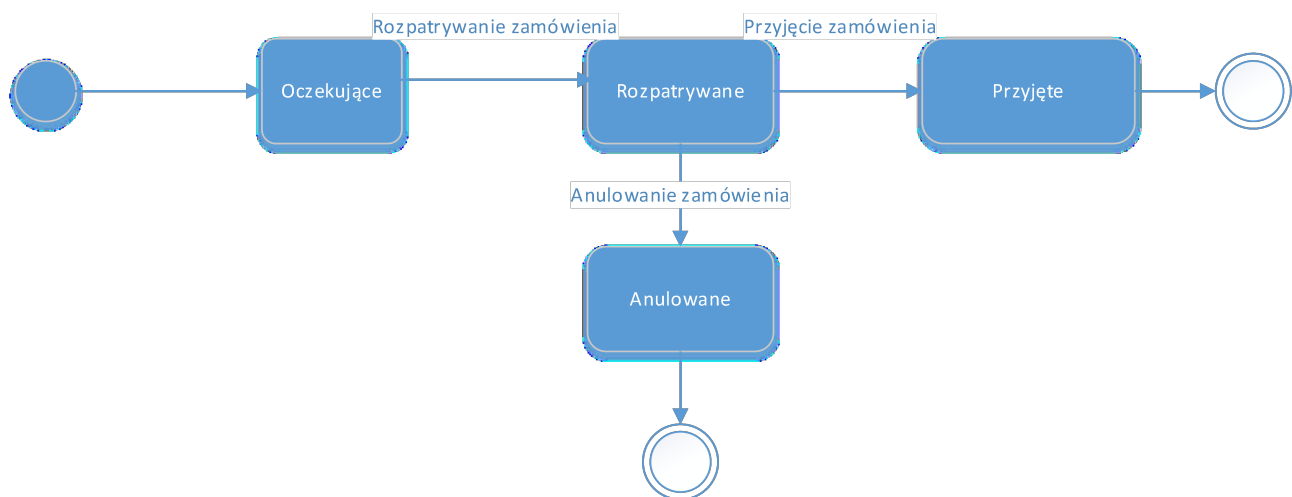 Rozpatrywanie zamówienia
Przyjęcie zamówienia
Oczekujące
Rozpatrywane
Przyjęte
Anulowanie zamówienia
Anulowane